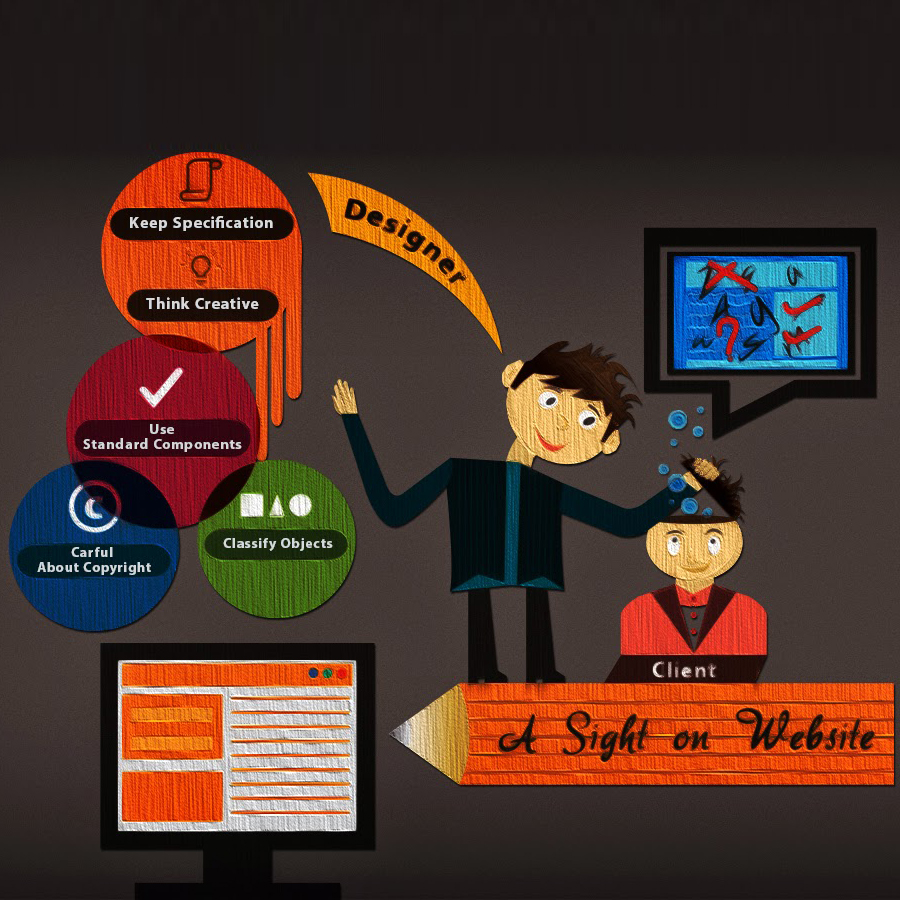 Keep Specification
Think Creative
Use
Standard Components
Carful
About Copyright
Classify Objects
Designer
Client
A Sight on Website